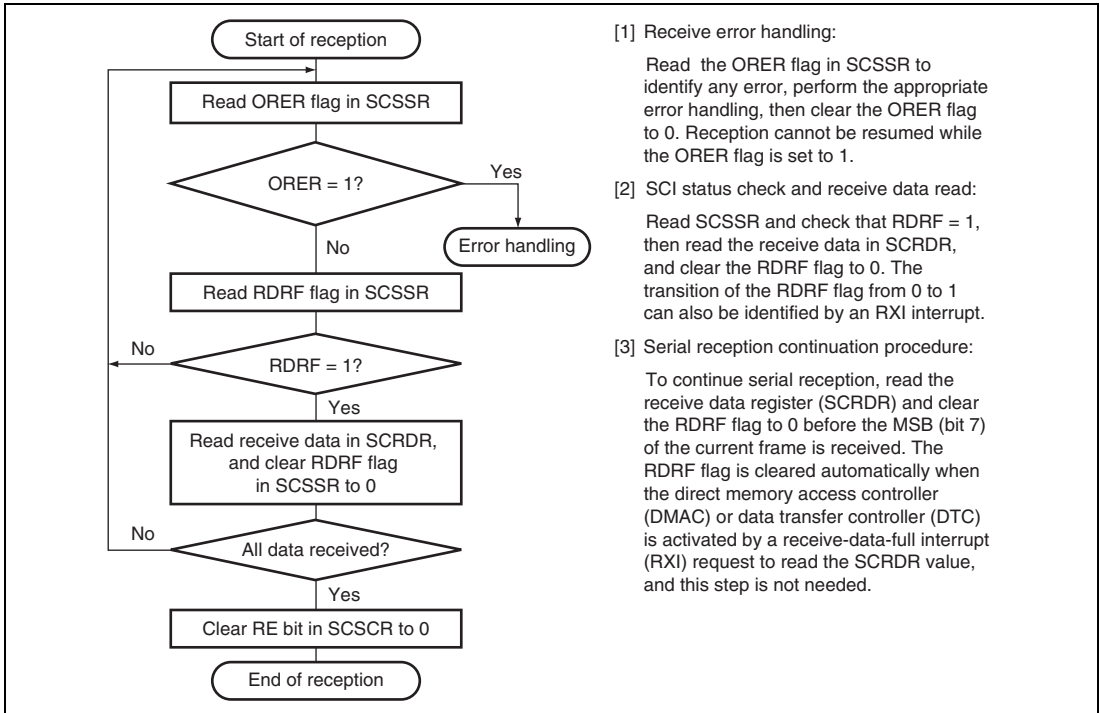 Start of reception
Read ORER flag in SCSSR
ORER = 1?
Yes
Error handling
No
Read RDRF flag in SCSSR
No
RDRF = 1?
Yes
Read receive data in SCRDR,
and clear RDRF flag
in SCSSR to 0
No
All data received?
Yes
Clear RE bit in SCSCR to 0
End of reception
[1] Receive error handling:
Read the ORER flag in SCSSR to
identify any error, perform the appropriate
error handling, then clear the ORER flag
to 0. Reception cannot be resumed while
the ORER flag is set to 1.
[2] SCI status check and receive data read:
Read SCSSR and check that RDRF = 1,
then read the receive data in SCRDR,
and clear the RDRF flag to 0. The
transition of the RDRF flag from 0 to 1
can also be identified by an RXI interrupt.
[3] Serial reception continuation procedure:
To continue serial reception, read the
receive data register (SCRDR) and clear
the RDRF flag to 0 before the MSB (bit 7)
of the current frame is received. The
RDRF flag is cleared automatically when
the direct memory access controller
(DMAC) or data transfer controller (DTC)
is activated by a receive-data-full interrupt
(RXI) request to read the SCRDR value,
and this step is not needed.